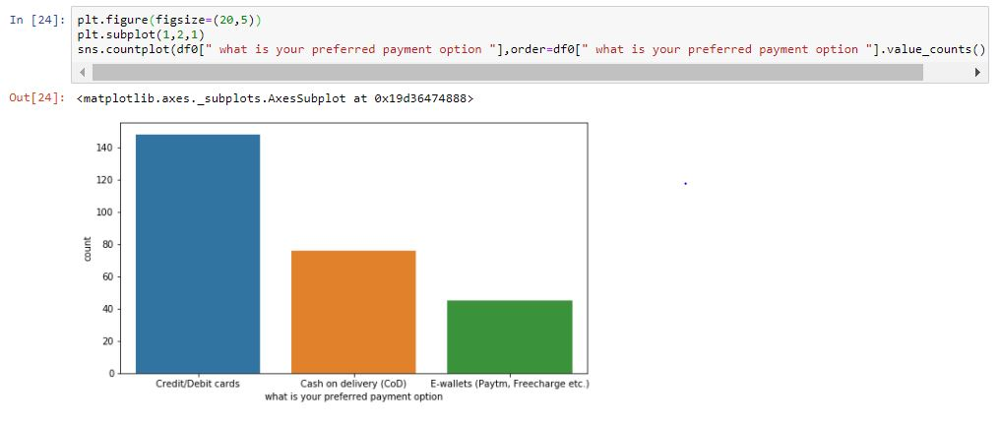 In [24]: plt.figure(figsize=(20,5))
plt.subplot(1,2,1)
sns.countplot(df0[" what is your preferred payment option "],order=df0[" what is your preferred payment option "].value_counts()
Out[24]: <matplotlib.axes._subplots.AxesSubplot at 0x19d36474888>
140
120
100
80
60
40
20
0
count
Credit/Debit cards Cash on delivery (CoD) E-wallets (Paytm, Freecharge etc.)
what is your preferred payment option